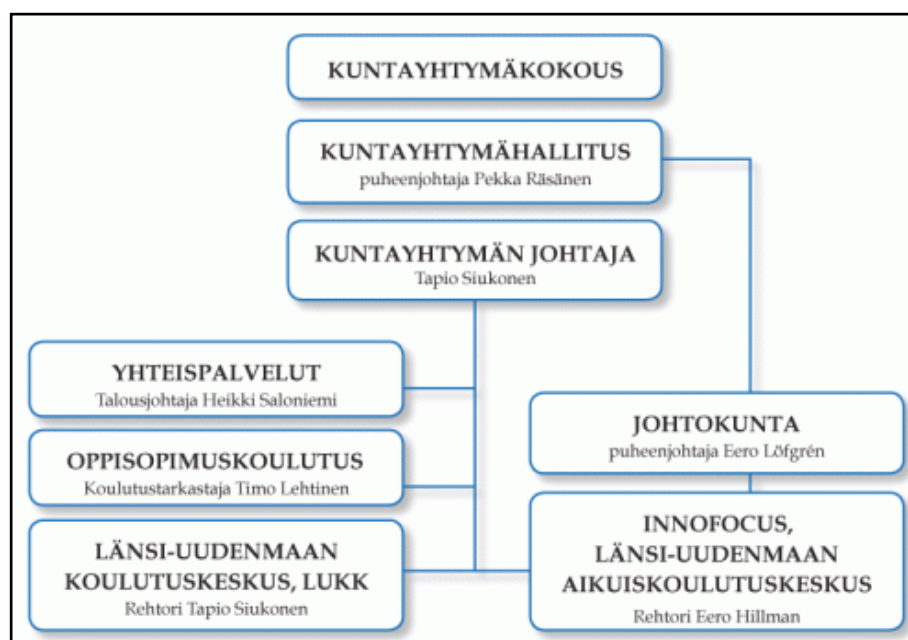 KUNTAYHTYMÄKOKOUS
KUNTAYHTYMÄHALLITUS
puheenjohtaja Pekka Räsänen
KUNTAYHTYMÄN JOHTAJA
Tapio Siukonen
YHTEISPALVELUT
Talousjohtaja Heikki Saloniemi
OPPISOPIMUSKOULUTUS
Koulutustarkastaja Timo Lehtinen
LÄNSI-UUDENMAAN
KOULUTUSKESKUS, LUKK
Rehtori Tapio Siukonen
JOHTOKUNTA
puheenjohtaja Eero Löfgrén
INNOFOCUS,
LÄNSI-UUDENMAAN
AIKUISKOULUTUSKESKUS
Rehtori Eero Hillman